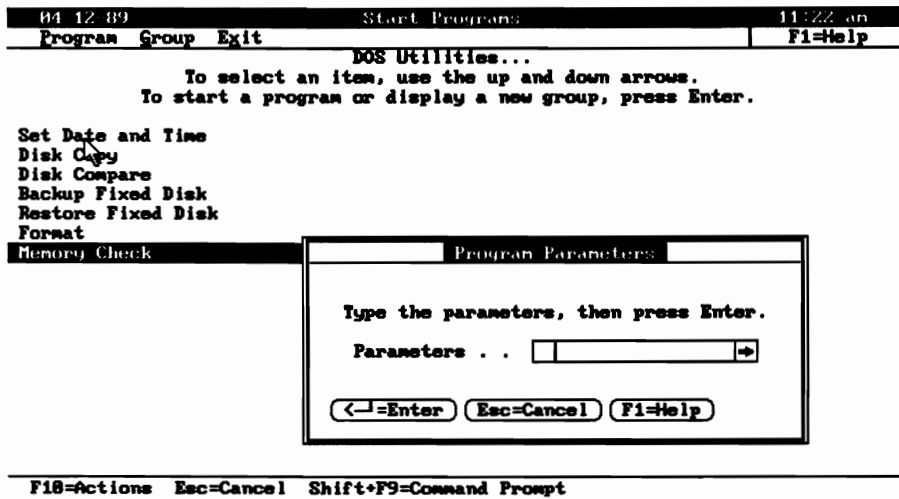 04-12-89 Start Programs 11:22 am
Program Group Exit F1=Help
DOS Utilities...
To select an item, use the up and down arrows.
To start a program or display a new group, press Enter.
Set Date and Time
Disk Copy
Disk Compare
Backup Fixed Disk
Restore Fixed Disk
Format
Memory Check
Program Parameters
Type the parameters, then press Enter.
Parameters . .
=Enter Esc=Cancel F1=Help
F10=Actions Esc=Cancel Shift+F9=Command Prompt